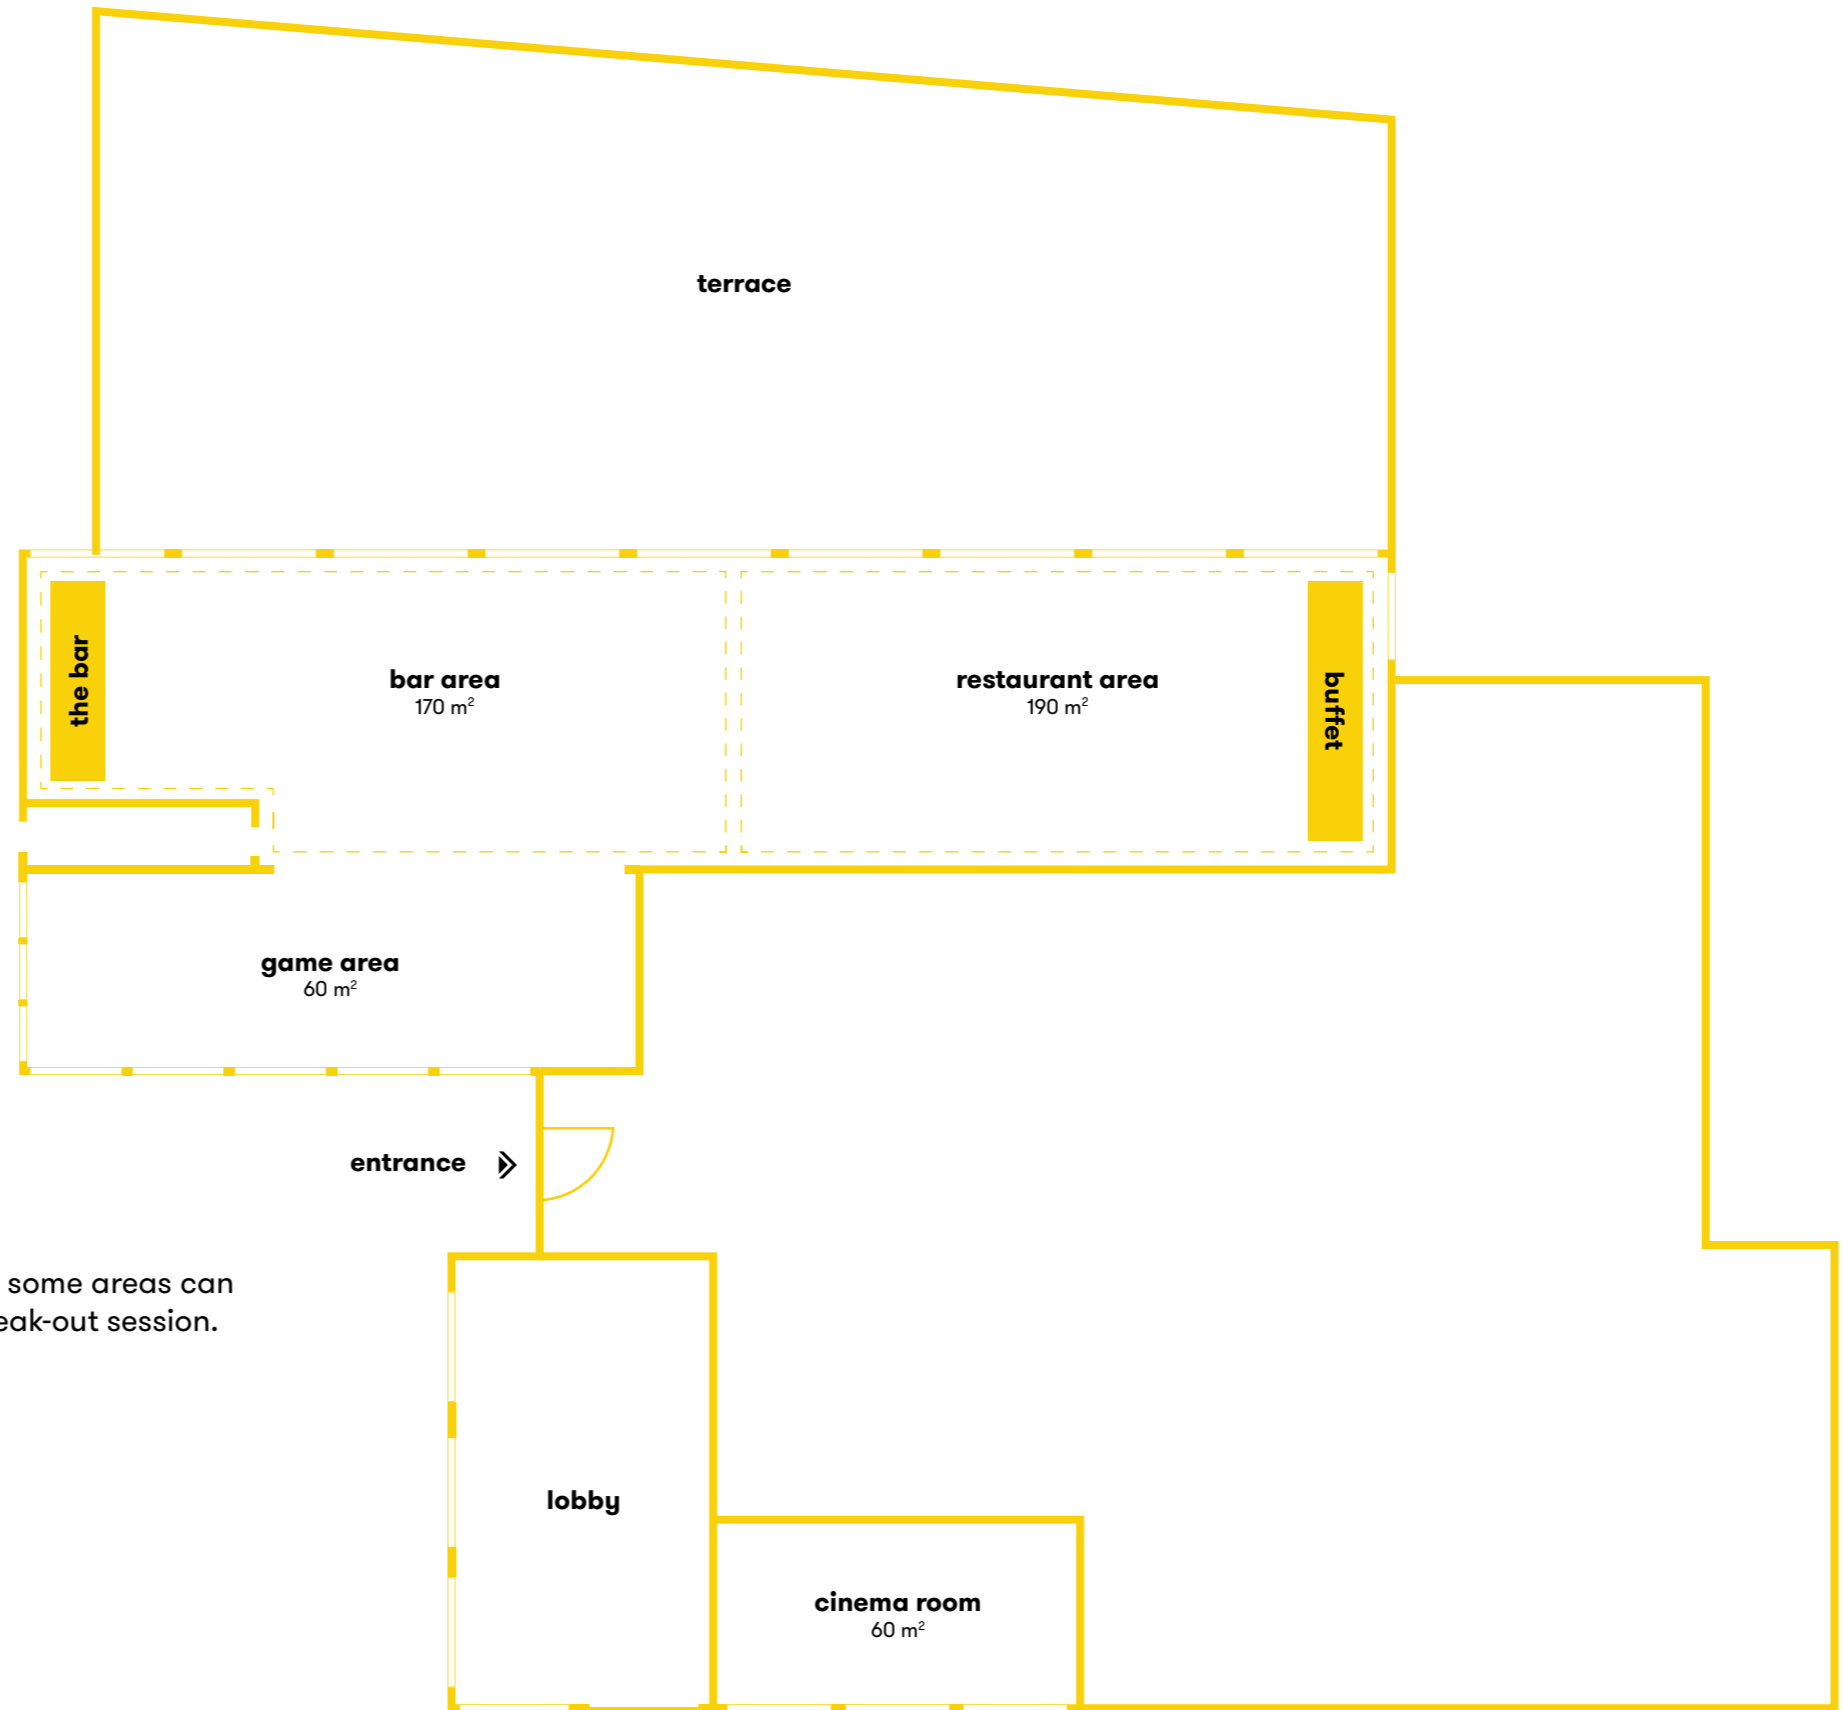 terrace
the bar
bar area
170 m²
restaurant area
190 m²
buffet
game area
60 m²
entrance
some areas can
eak-out session.
lobby
cinema room
60 m²